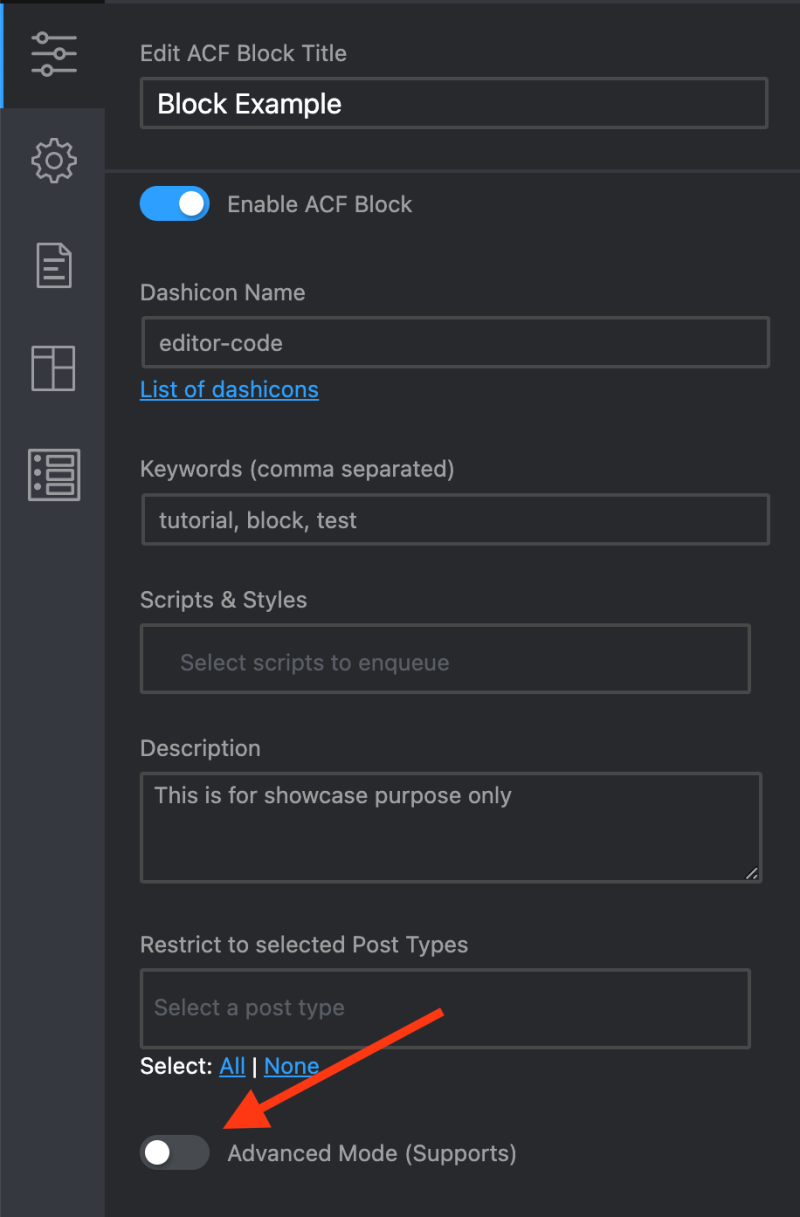 Edit ACF Block Title
Block Example
Enable ACF Block
Dashicon Name
editor-code
List of dashicons
Keywords (comma separated)
tutorial, block, test
Scripts & Styles
Select scripts to enqueue
Description
This is for showcase purpose only
Restrict to selected Post Types
Select a post type
Select: All | None
Advanced Mode (Supports)